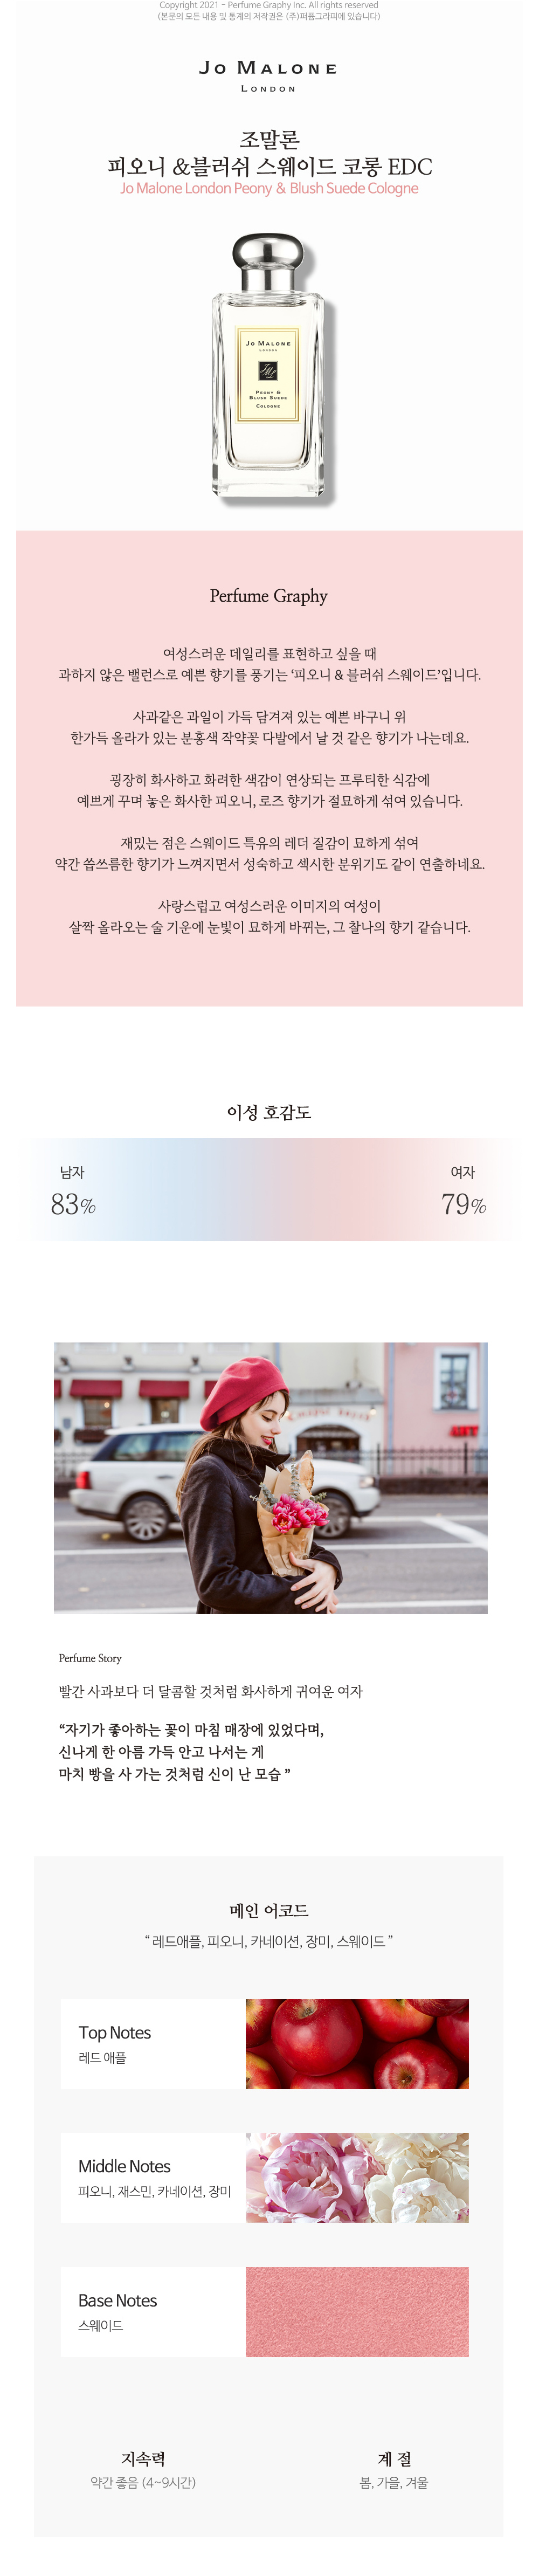 Copyright 2021 - Perfume Graphy Inc. All rights reserved
(본문의 모든 내용 및 통계의 저작권은 (주)퍼퓸그라피에 있습니다)
JO MALONE
LONDON
조말론
피오니 &블러쉬 스웨이드 코롱 EDC
Jo Malone London Peony & Blush Suede Cologne
JO MALONE
LONDON
PEONY &
BLUSH SUEDE
COLOGNE
Perfume Graphy
여성스러운 데일리를 표현하고 싶을 때
과하지 않은 밸런스로 예쁜 향기를 풍기는 ‘피오니 & 블러쉬 스웨이드’입니다.
사과같은 과일이 가득 담겨져 있는 예쁜 바구니 위
한가득 올라가 있는 분홍색 작약꽃 다발에서 날 것 같은 향기가 나는데요.
굉장히 화사하고 화려한 색감이 연상되는 프루티한 식감에
예쁘게 꾸며 놓은 화사한 피오니, 로즈 향기가 절묘하게 섞여 있습니다.
재밌는 점은 스웨이드 특유의 레더 질감이 묘하게 섞여
약간 씁쓰름한 향기가 느껴지면서 성숙하고 섹시한 분위기도 같이 연출하네요.
사랑스럽고 여성스러운 이미지의 여성이
살짝 올라오는 술 기운에 눈빛이 묘하게 바뀌는, 그 찰나의 향기 같습니다.
이성 호감도
남자
여자
83%
79%
Perfume Story
빨간 사과보다 더 달콤할 것처럼 화사하게 귀여운 여자
“자기가 좋아하는 꽃이 마침 매장에 있었다며,
신나게 한 아름 가득 안고 나서는 게
마치 빵을 사 가는 것처럼 신이 난 모습 ”
메인 어코드
“ 레드애플, 피오니, 카네이션, 장미, 스웨이드 ”
Top Notes
레드 애플
Middle Notes
피오니, 재스민, 카네이션, 장미
Base Notes
스웨이드
지속력
계 절
약간 좋음 (4~9시간)
봄, 가을, 겨울